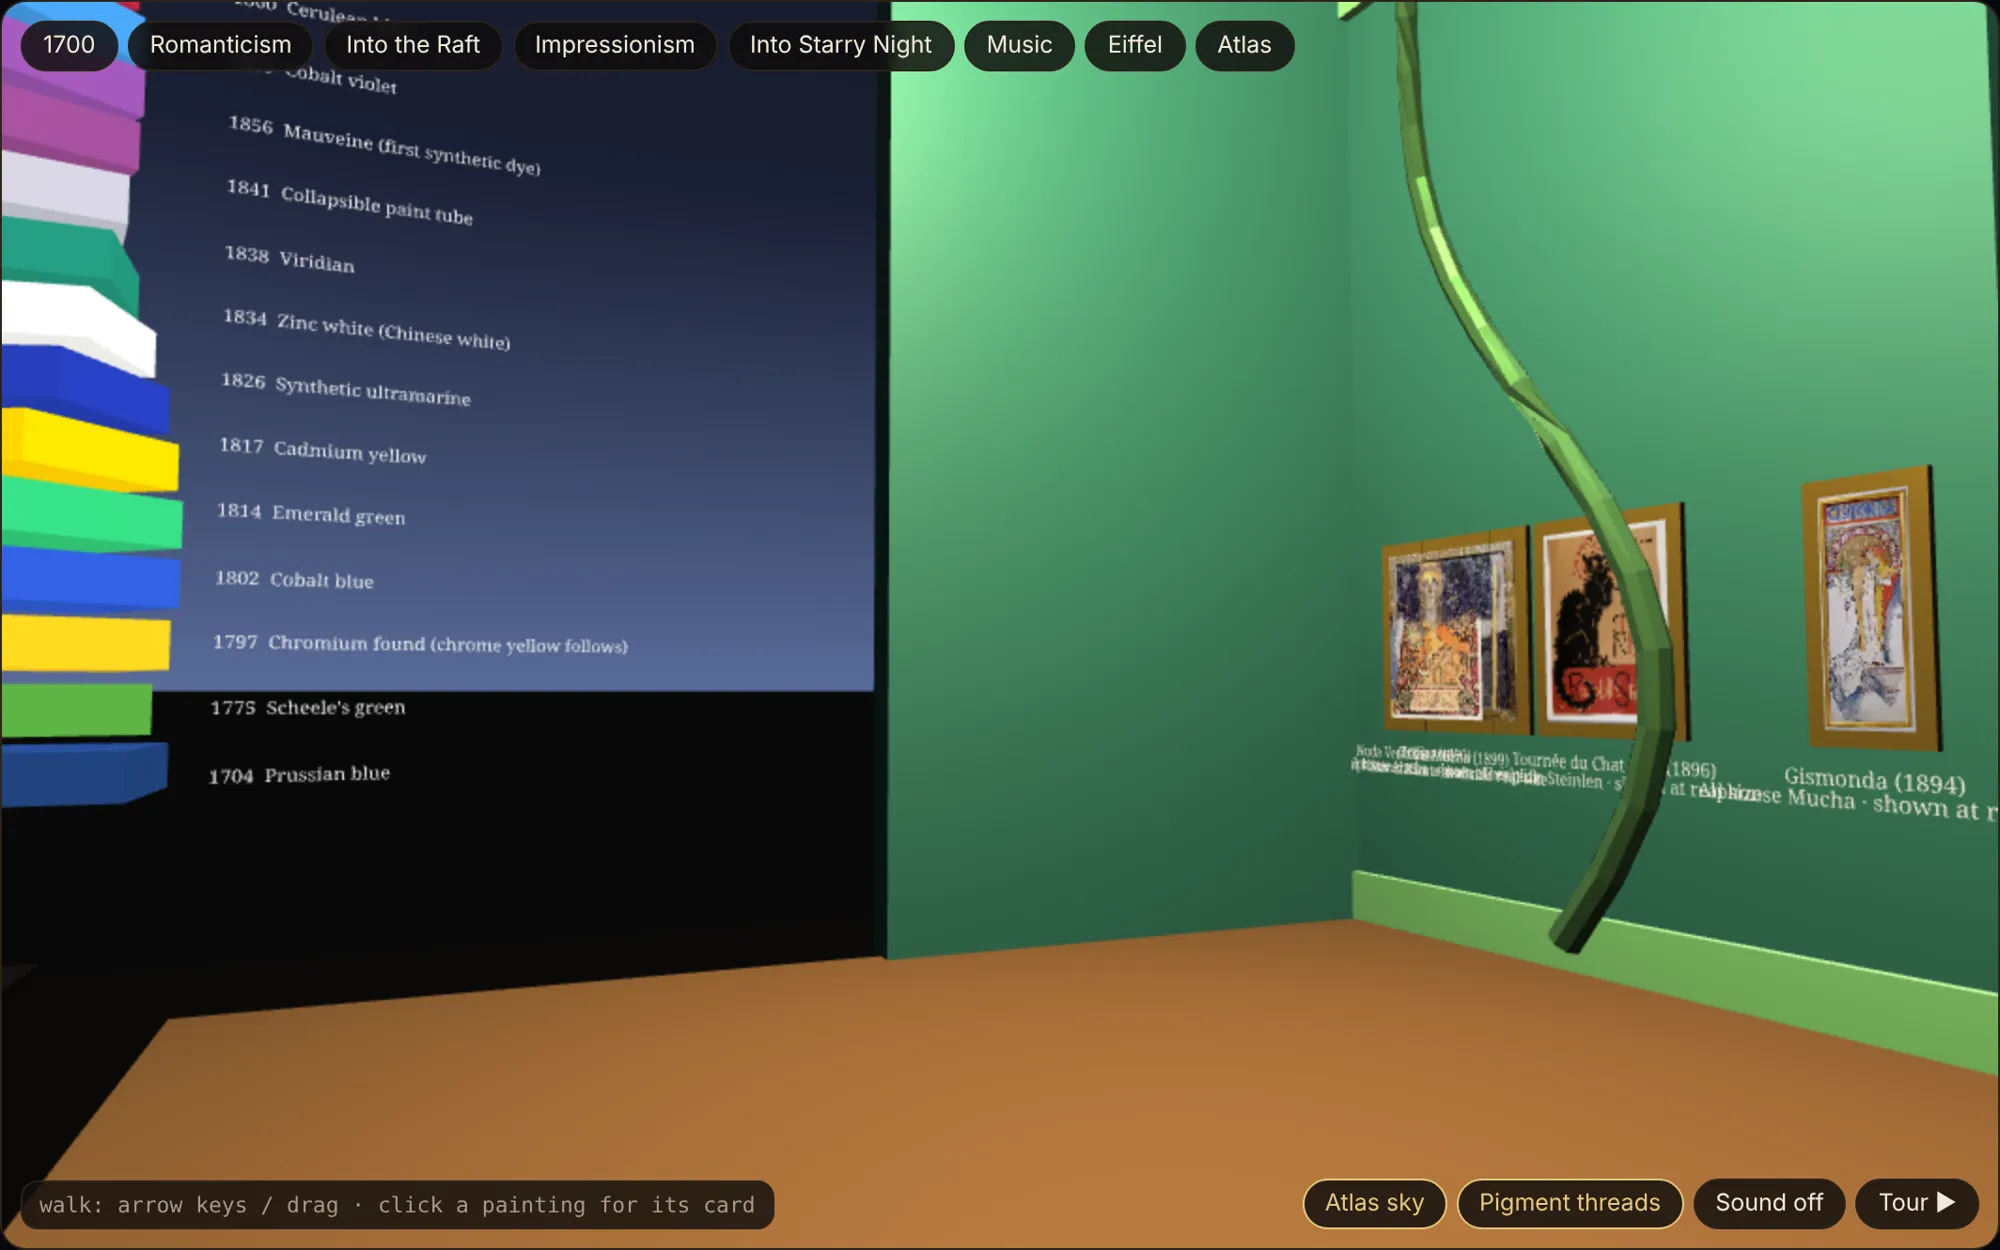 1700
Romanticism
Into the Raft
Impressionism
Into Starry Night
Music
Eiffel
Atlas
Cobalt violet
1856 Mauveine (first synthetic dye)
1841 Collapsible paint tube
1838 Viridian
1834 Zinc white (Chinese white)
1826 Synthetic ultramarine
1817 Cadmium yellow
1814 Emerald green
1802 Cobalt blue
1797 Chromium found (chrome yellow follows)
1775 Scheele's green
1704 Prussian blue
(1899) Tournée du Chat (1896)
Steinlen
Gismonda (1894)
Mucha · shown at
walk: arrow keys / drag · click a painting for its card
Atlas sky
Pigment threads
Sound off
Tour ▶